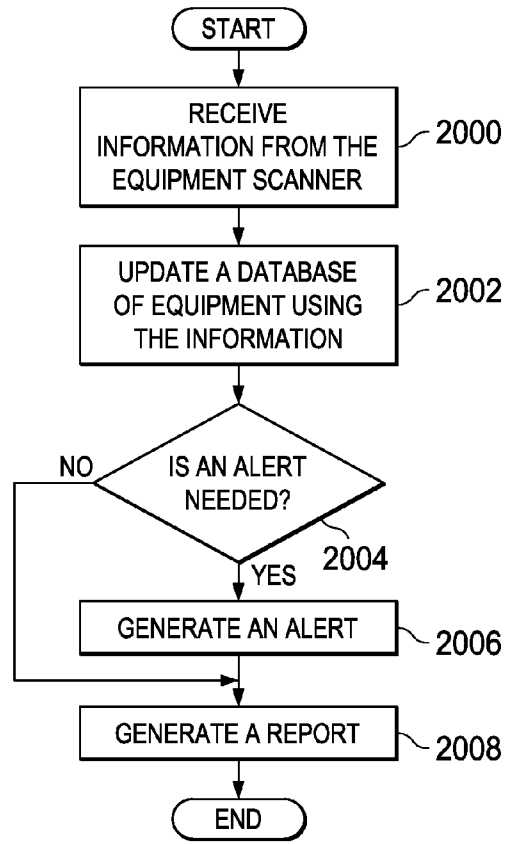 START
RECEIVE
INFORMATION FROM THE
EQUIPMENT SCANNER
2000
UPDATE A DATABASE
OF EQUIPMENT USING
THE INFORMATION
2002
IS AN ALERT
NEEDED?
NO
2004
YES
GENERATE AN ALERT
2006
GENERATE A REPORT
2008
END